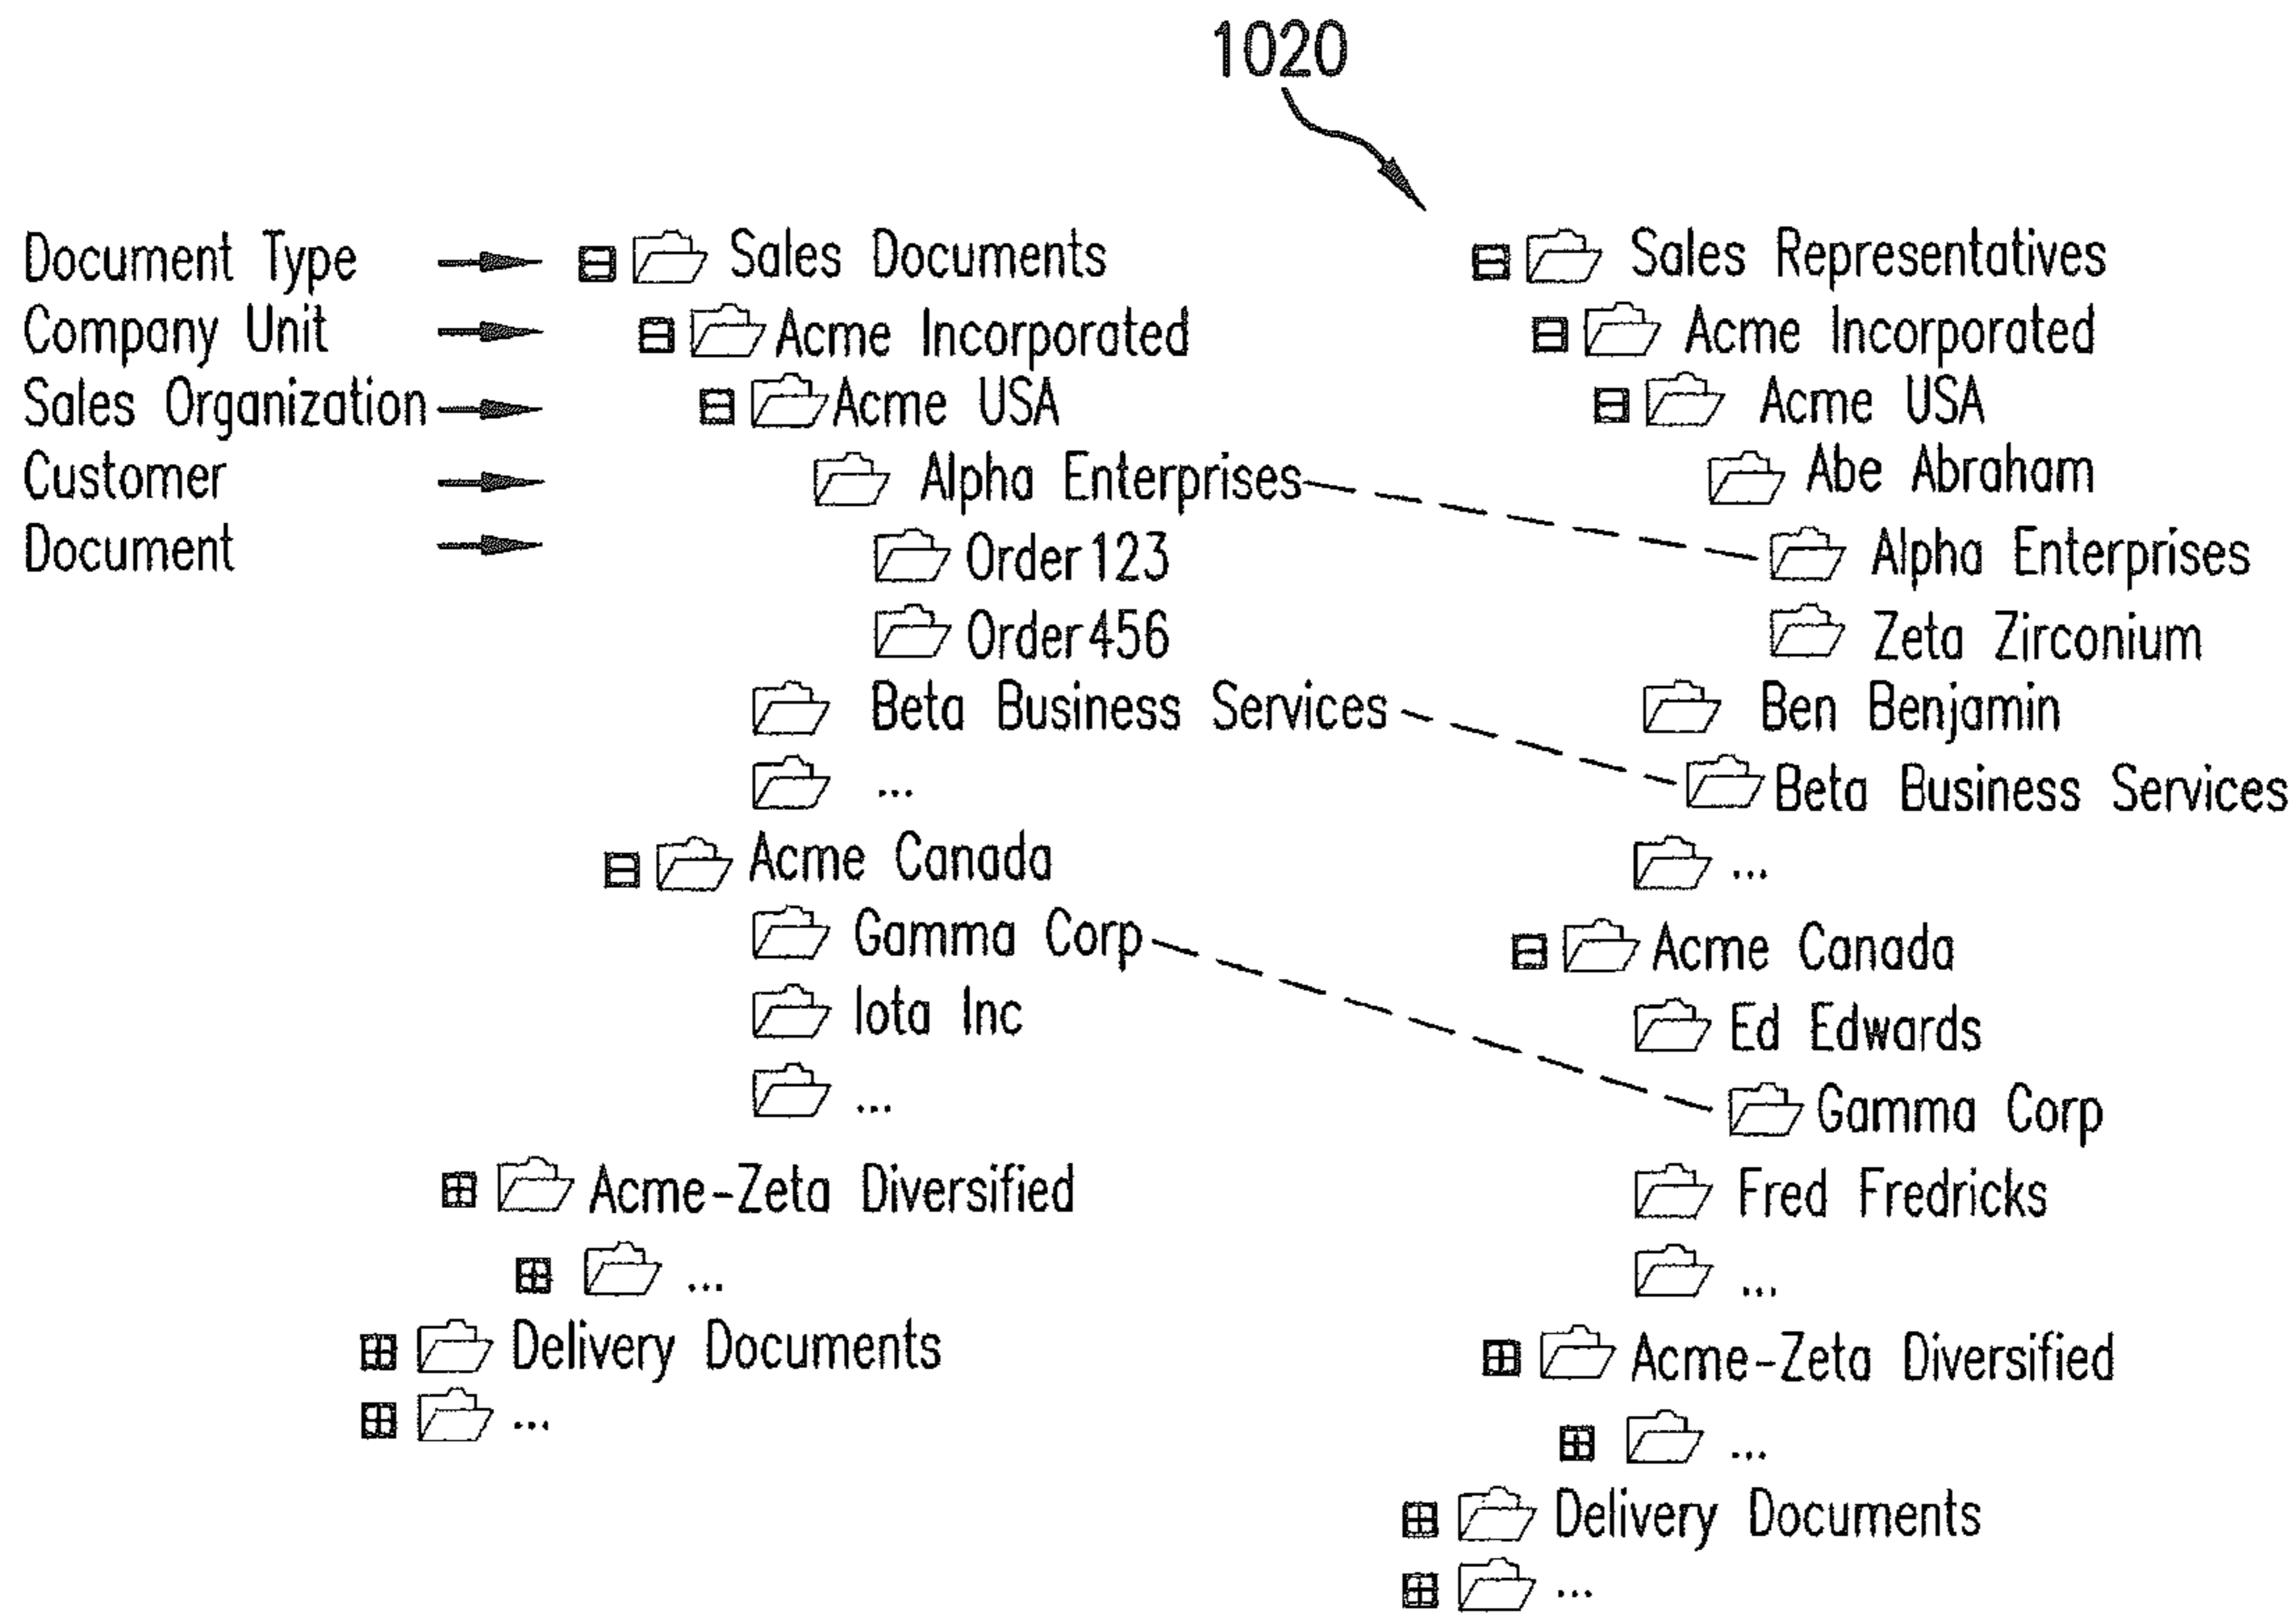 1020
Document Type
Company Unit
Sales Organization
Customer
Document
Sales Documents
Acme Incorporated
Acme USA
Alpha Enterprises
Order123
Order456
Beta Business Services
...
Acme Canada
Gamma Corp
Iota Inc
...
Acme-Zeta Diversified
...
Delivery Documents
...
Sales Representatives
Acme Incorporated
Acme USA
Abe Abraham
Alpha Enterprises
Zeta Zirconium
Ben Benjamin
Beta Business Services
...
Acme Canada
Ed Edwards
Gamma Corp
Fred Fredricks
...
Acme-Zeta Diversified
...
Delivery Documents
...